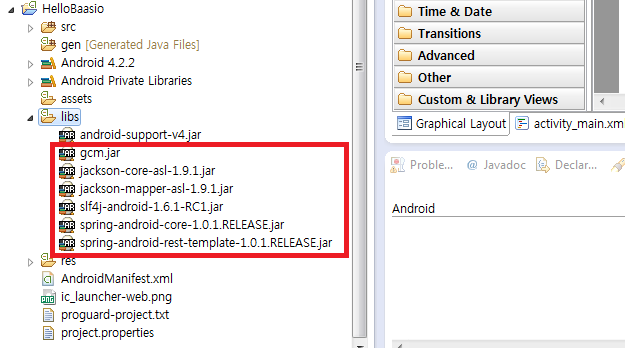 HelloBaasio
src
gen [Generated Java Files]
Android 4.2.2
Android Private Libraries
assets
libs
android-support-v4.jar
gcm.jar
jackson-core-asl-1.9.1.jar
jackson-mapper-asl-1.9.1.jar
slf4j-android-1.6.1-RC1.jar
spring-android-core-1.0.1.RELEASE.jar
spring-android-rest-template-1.0.1.RELEASE.jar
res
AndroidManifest.xml
ic_launcher-web.png
proguard-project.txt
project.properties
Time & Date
Transitions
Advanced
Other
Custom & Library Views
Graphical Layout activity_main.xml
Proble... @ Javadoc Declar...
Android